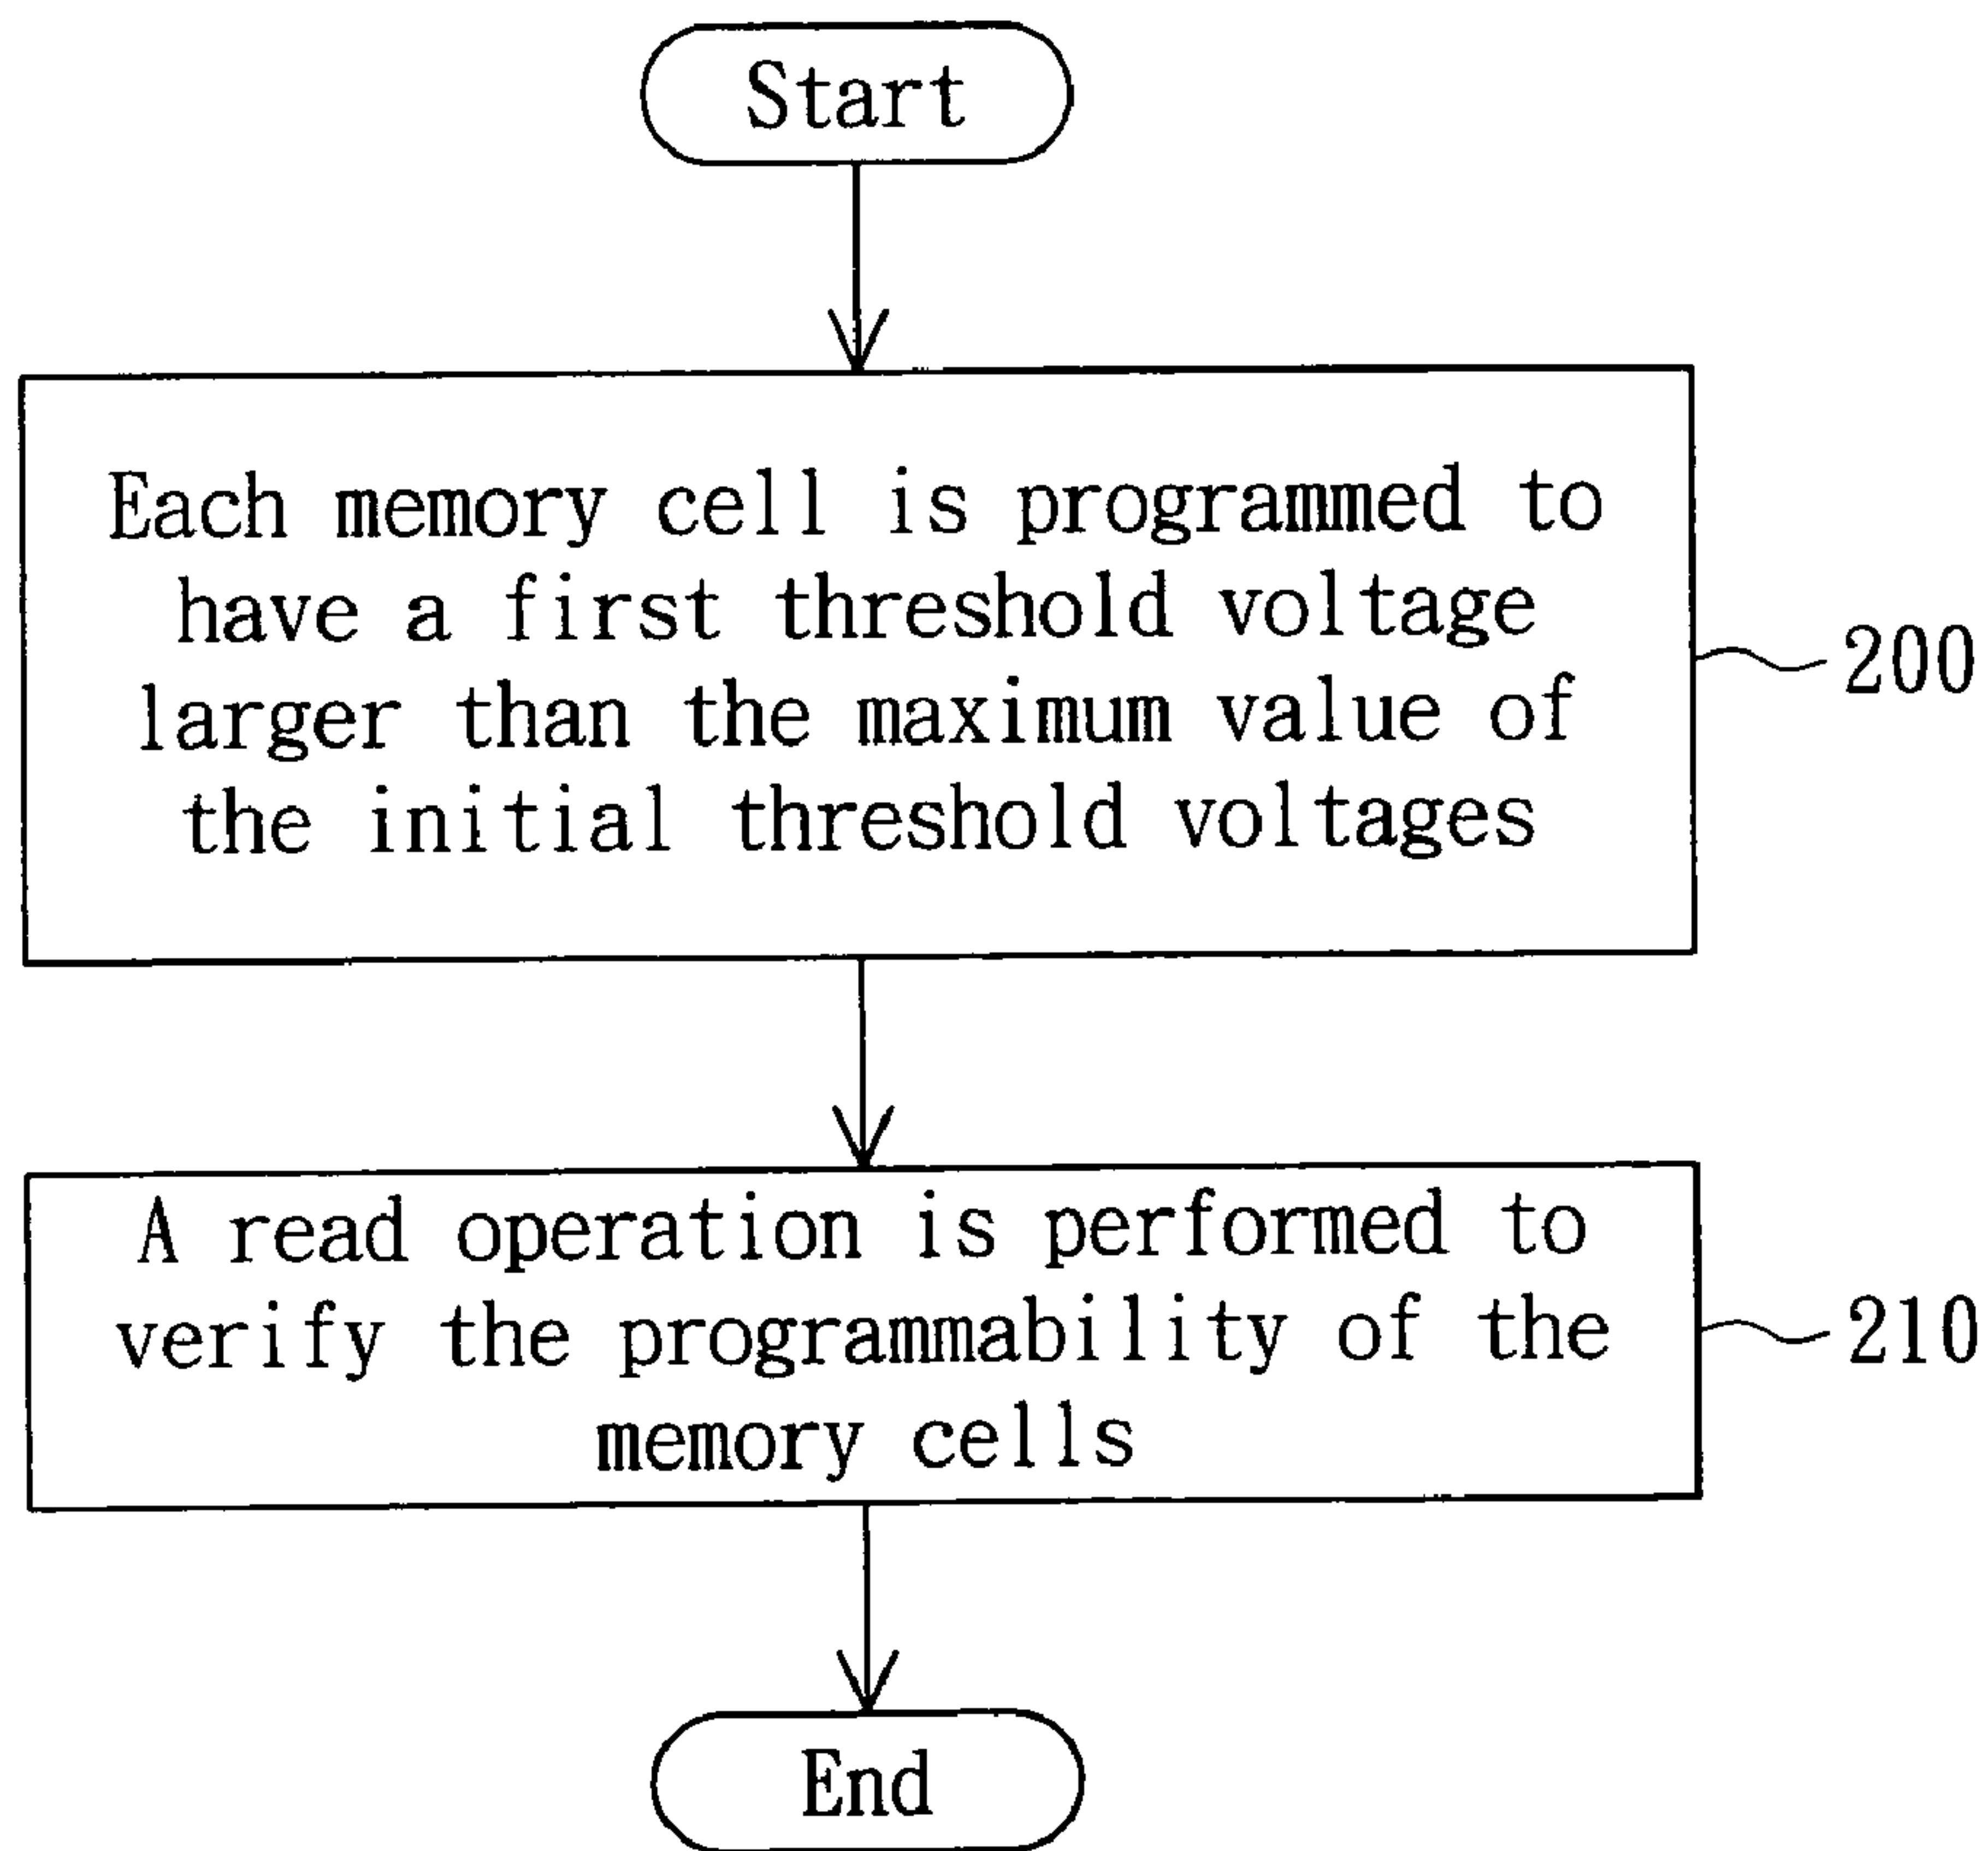 Start
Each memory cell is programmed to
have a first threshold voltage
larger than the maximum value of
the initial threshold voltages
200
A read operation is performed to
verify the programmability of the
memory cells
210
End